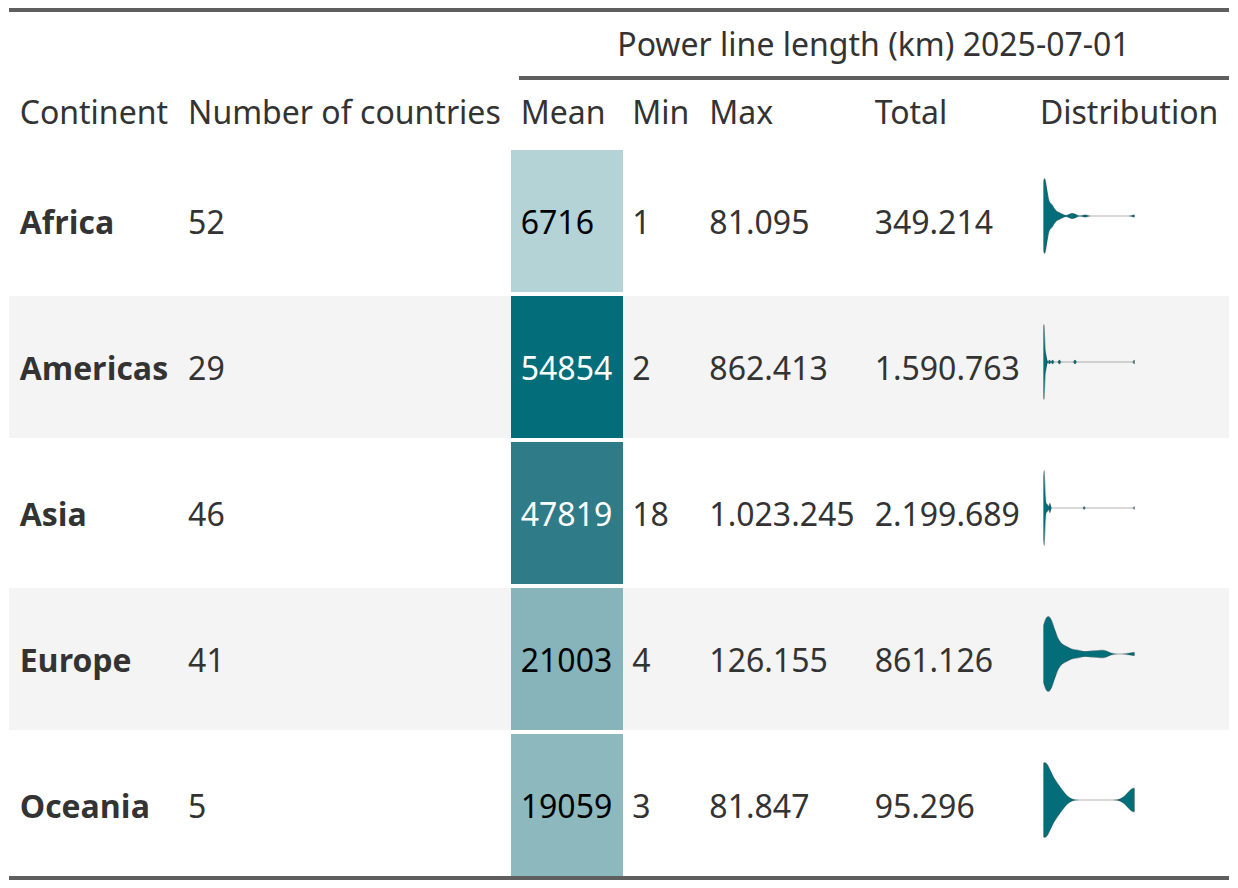 Power line length (km) 2025-07-01
Continent Number of countries Mean Min Max Total Distribution
Africa 52 6716 1 81.095 349.214
Americas 29 54854 2 862.413 1.590.763
Asia 46 47819 18 1.023.245 2.199.689
Europe 41 21003 4 126.155 861.126
Oceania 5 19059 3 81.847 95.296